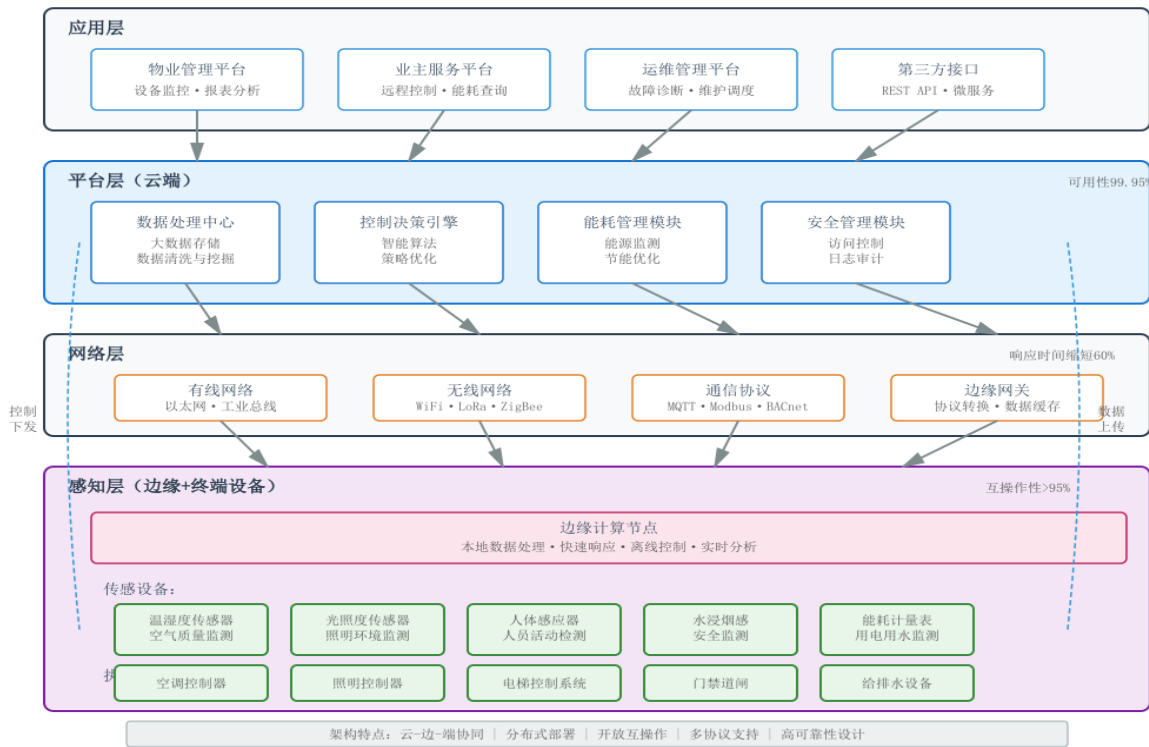 应用层
物业管理平台
设备监控•报表分析
业主服务平台
远程控制•能耗查询
运维管理平台
故障诊断•维护调度
第三方接口
REST API•微服务
平台层（云端）
可用性99.95%
数据处理中心
大数据存储
数据清洗与挖掘
控制决策引擎
智能算法
策略优化
能耗管理模块
能源监测
节能优化
安全管理模块
访问控制
日志审计
网络层
响应时间缩短60%
有线网络
以太网•工业总线
无线网络
WiFi•LoRa•ZigBee
通信协议
MQTT•Modbus•BACnet
边缘网关
协议转换•数据缓存
控制
下发
数据
上传
感知层（边缘+终端设备）
互操作性>95%
边缘计算节点
本地数据处理•快速响应•离线控制•实时分析
传感设备：
温湿度传感器
空气质量监测
光照度传感器
照明环境监测
人体感应器
人员活动检测
水浸烟感
安全监测
能耗计量表
用电用水监测
空调控制器
照明控制器
电梯控制系统
门禁道闸
给排水设备
架构特点：云-边-端协同 | 分布式部署 | 开放互操作 | 多协议支持 | 高可靠性设计